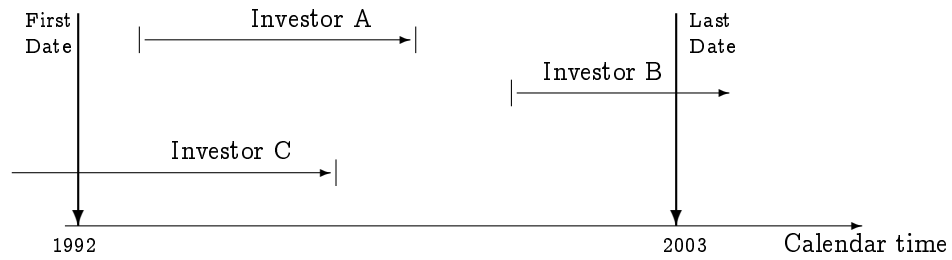 First
Date
Investor A
Last
Date
Investor B
Investor C
1992
2003
Calendar time